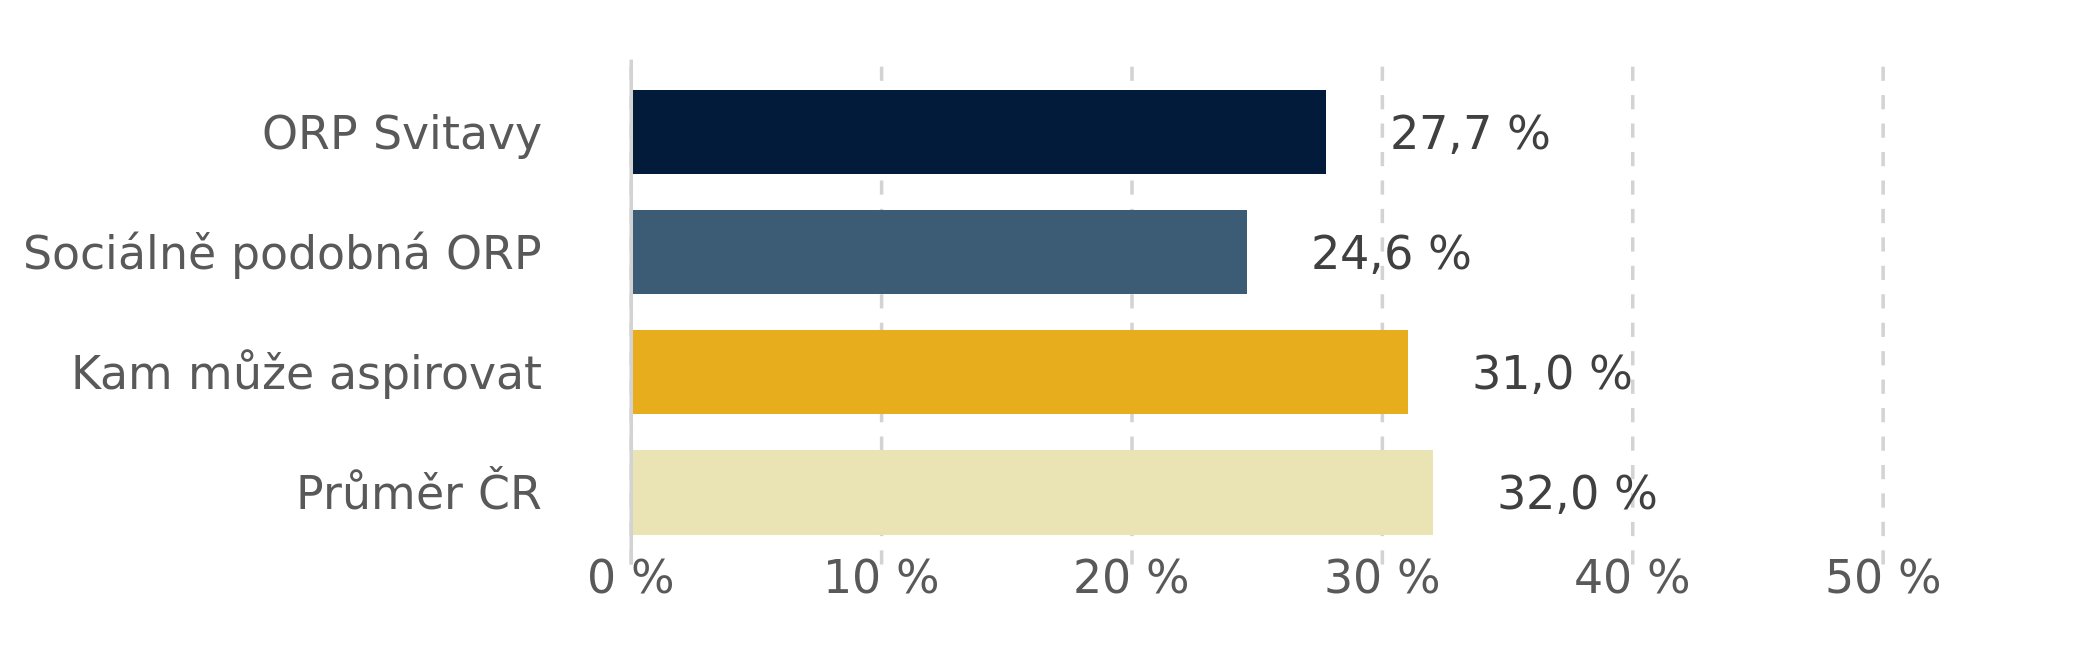 ORP Svitavy 27,7 %
Sociálně podobná ORP 24,6 %
Kam může aspirovat 31,0 %
Průměr ČR 32,0 %
0 % 10 % 20 % 30 % 40 % 50 %